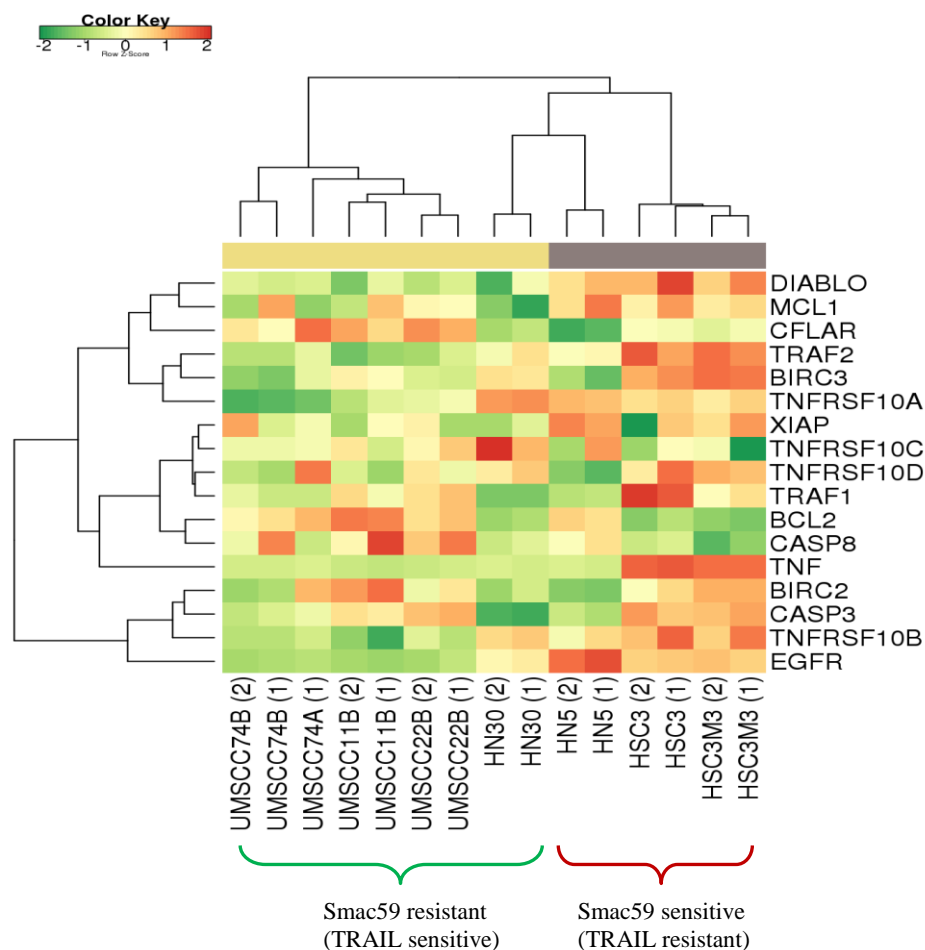 Color Key
-2 -1 0 1 2
Row Z-Score
DIABLO
MCL1
CFLAR
TRAF2
BIRC3
TNFRSF10A
XIAP
TNFRSF10C
TNFRSF10D
TRAF1
BCL2
CASP8
TNF
BIRC2
CASP3
TNFRSF10B
EGFR
UMSCC74B (2)
UMSCC74B (1)
UMSCC74A (1)
UMSCC11B (2)
UMSCC11B (1)
UMSCC22B (2)
UMSCC22B (1)
HN30 (2)
HN30 (1)
HN5 (2)
HN5 (1)
HSC3 (2)
HSC3 (1)
HSC3M3 (2)
HSC3M3 (1)
Smac59 resistant
(TRAIL sensitive)
Smac59 sensitive
(TRAIL resistant)